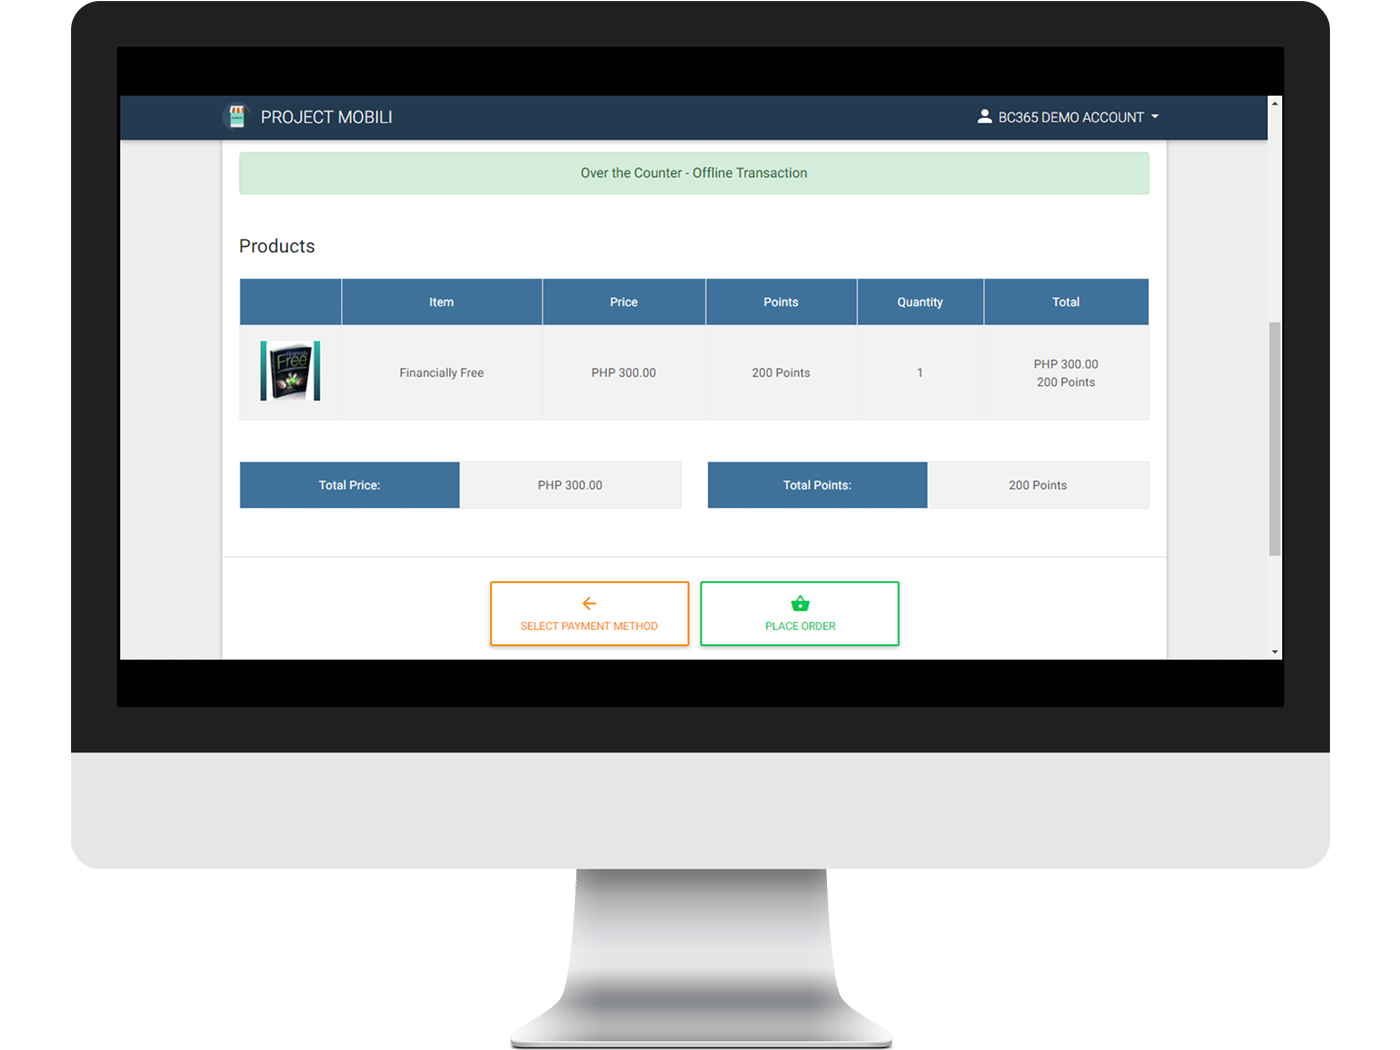 PROJECT MOBILI
BC365 DEMO ACCOUNT
Over the Counter - Offline Transaction
Products
Item Price Points Quantity Total
Financially
Free
Financially Free PHP 300.00 200 Points 1 PHP 300.00
200 Points
Total Price: PHP 300.00 Total Points: 200 Points
SELECT PAYMENT METHOD PLACE ORDER